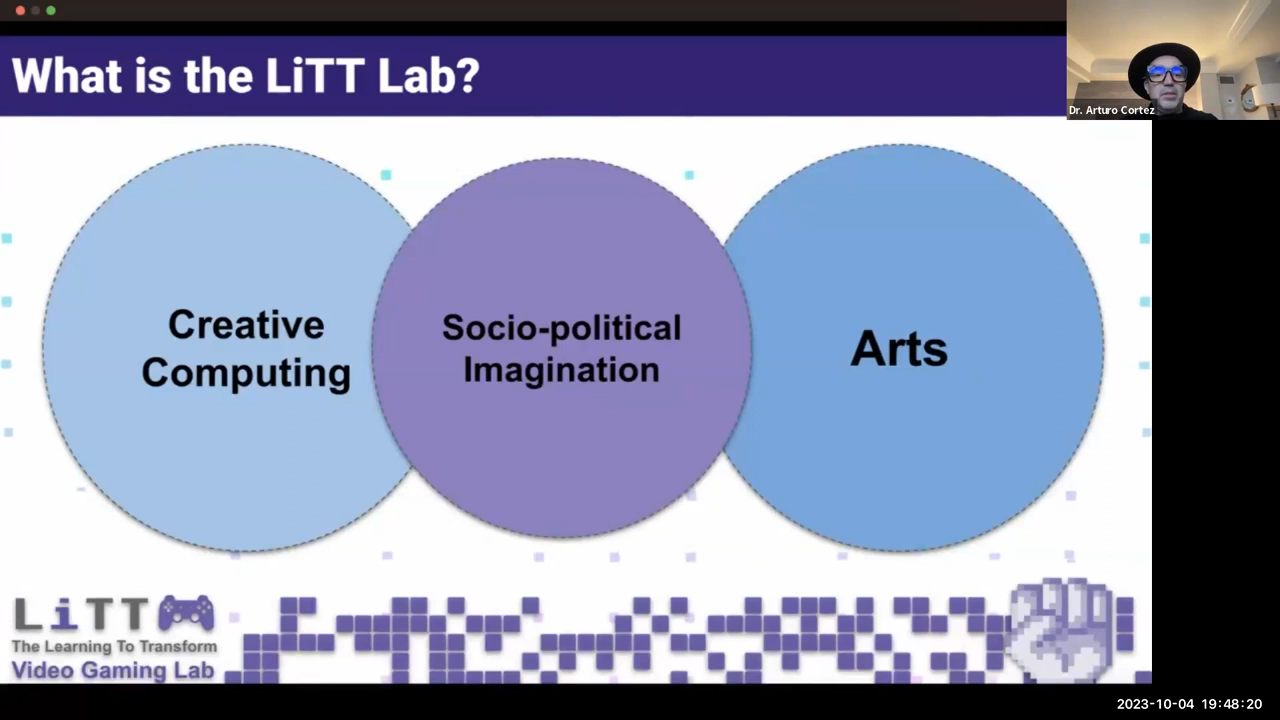 What is the LiTT Lab?
Dr. Arturo Cortez
Creative
Computing
Socio-political
Imagination
Arts
LiTT
The Learning To Transform
Video Gaming Lab
2023-10-04 19:48:20